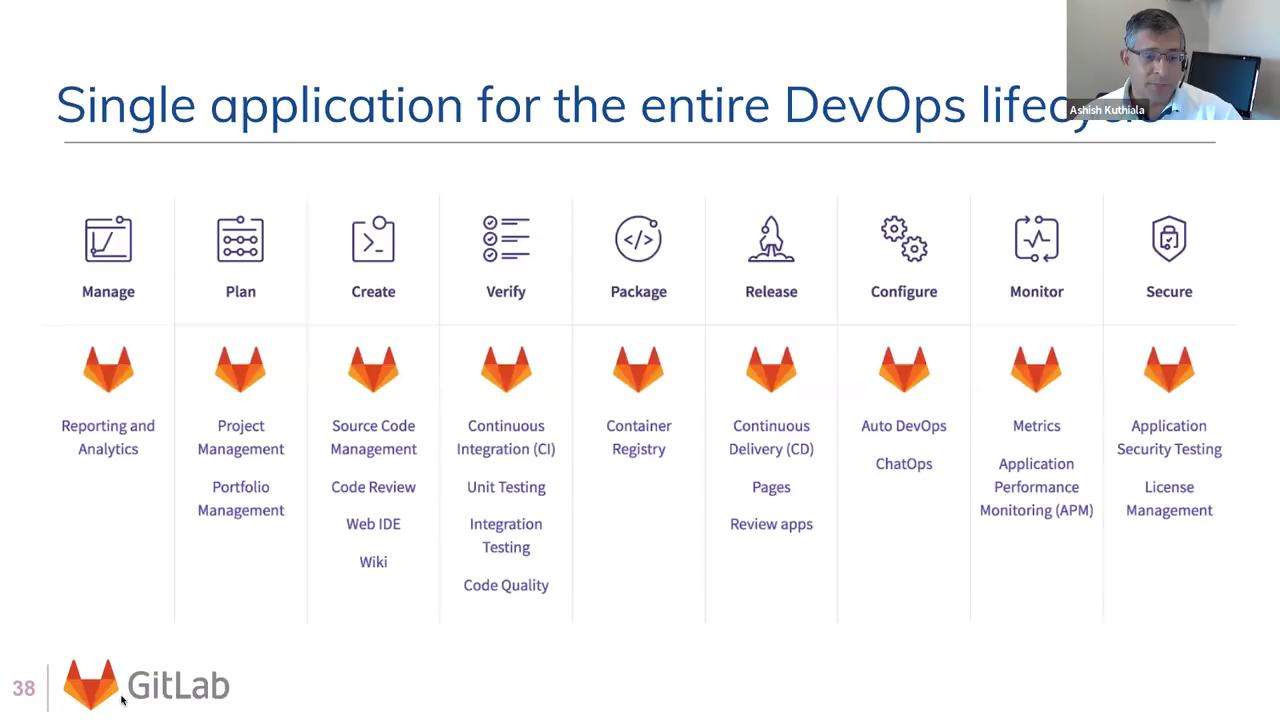 Single application for the entire DevOps
Ashish Kuthiala
Manage
Plan
Create
Verify
Package
Release
Configure
Monitor
Secure
Reporting and
Analytics
Project
Management
Portfolio
Management
Source Code
Management
Code Review
Web IDE
Wiki
Continuous
Integration (CI)
Unit Testing
Integration
Testing
Code Quality
Container
Registry
Continuous
Delivery (CD)
Pages
Review apps
Auto DevOps
ChatOps
Metrics
Application
Performance
Monitoring (APM)
Application
Security Testing
License
Management
38
GitLab